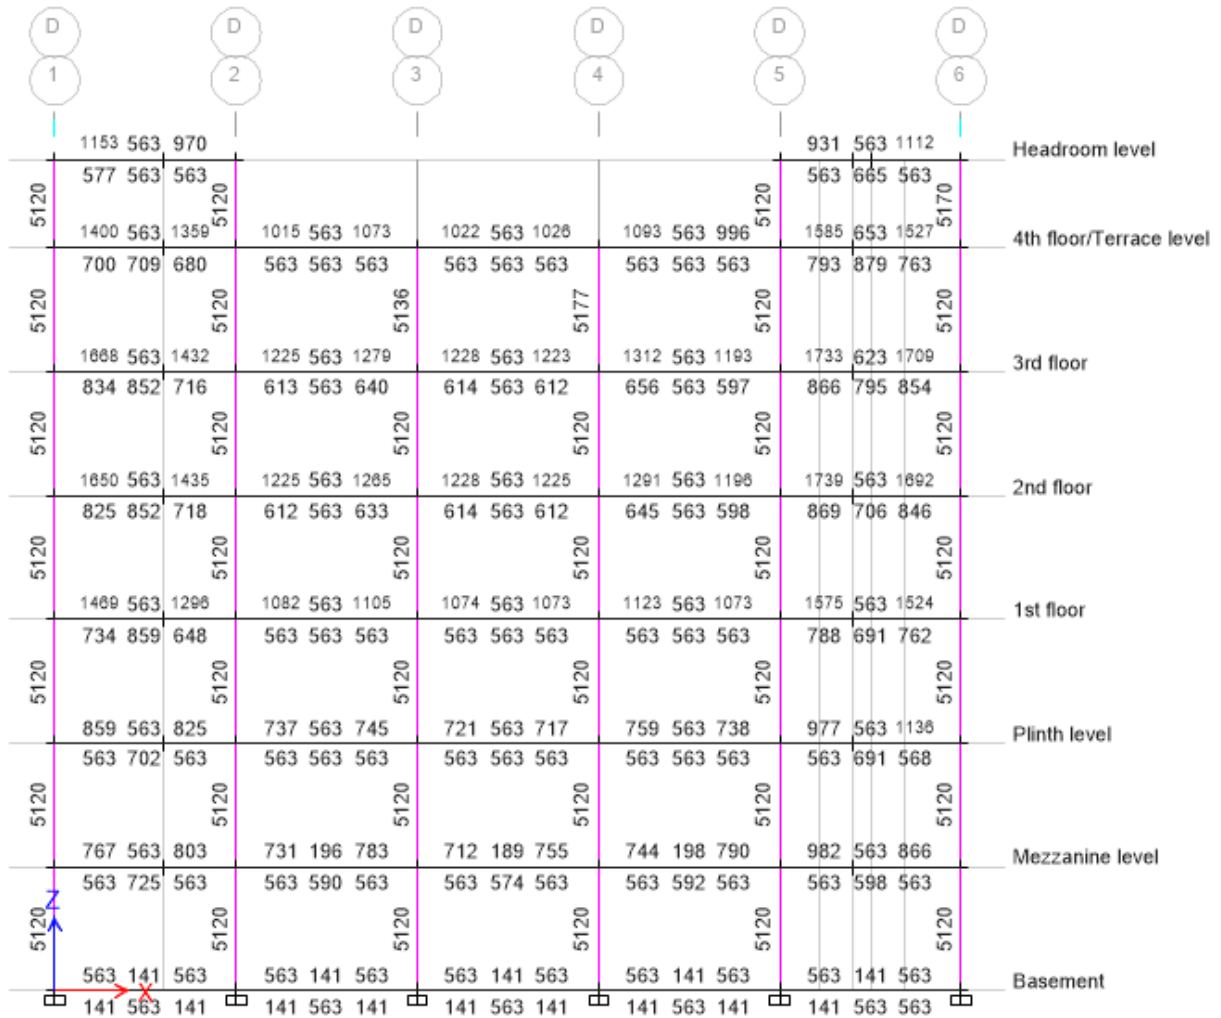 D D D D D D
1 2 3 4 5 6
1153 563 970 931 563 1112
Headroom level
577 563 563 563 665 563
5120 5120 5120 5170
1400 563 1359 1015 563 1073 1022 563 1026 1093 563 996 1585 653 1527
4th floor/Terrace level
700 709 680 563 563 563 563 563 563 563 563 563 793 879 763
5120 5120 5136 5177 5120 5120
1668 563 1432 1225 563 1279 1228 563 1223 1312 563 1193 1733 623 1709
3rd floor
834 852 716 613 563 640 614 563 612 656 563 597 866 795 854
5120 5120 5120 5120 5120 5120
1650 563 1435 1225 563 1265 1228 563 1225 1291 563 1196 1739 563 1692
2nd floor
825 852 718 612 563 633 614 563 612 645 563 598 869 706 846
5120 5120 5120 5120 5120 5120
1469 563 1296 1082 563 1105 1074 563 1073 1123 563 1073 1575 563 1524
1st floor
734 859 648 563 563 563 563 563 563 563 563 563 788 691 762
5120 5120 5120 5120 5120 5120
859 563 825 737 563 745 721 563 717 759 563 738 977 563 1136
Plinth level
563 702 563 563 563 563 563 563 563 563 563 563 563 691 568
5120 5120 5120 5120 5120 5120
767 563 803 731 196 783 712 189 755 744 198 790 982 563 866
Mezzanine level
563 725 563 563 590 563 563 574 563 563 592 563 563 598 563
Z
5120 5120 5120 5120 5120 5120
563 141 563 563 141 563 563 141 563 563 141 563 563 141 563
Basement
X
141 563 141 141 563 141 141 563 141 141 563 141 141 563 563